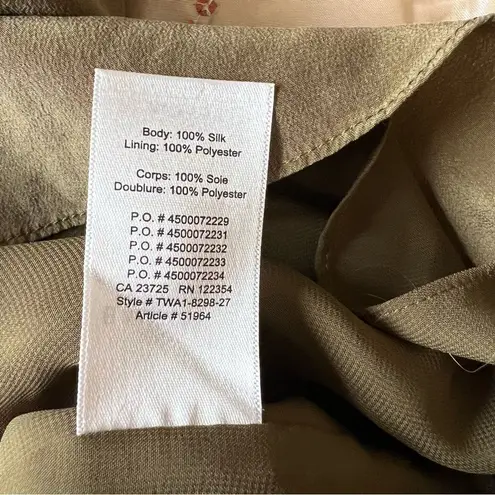 Body: 100% Silk
Lining: 100% Polyester
Corps: 100% Soie
Doublure: 100% Polyester
P.O. # 4500072229
P.O. # 4500072231
P.O. # 4500072232
P.O. # 4500072233
P.O. # 4500072234
CA 23725 RN 122354
Style # TWA1-8298-27
Article # 51964